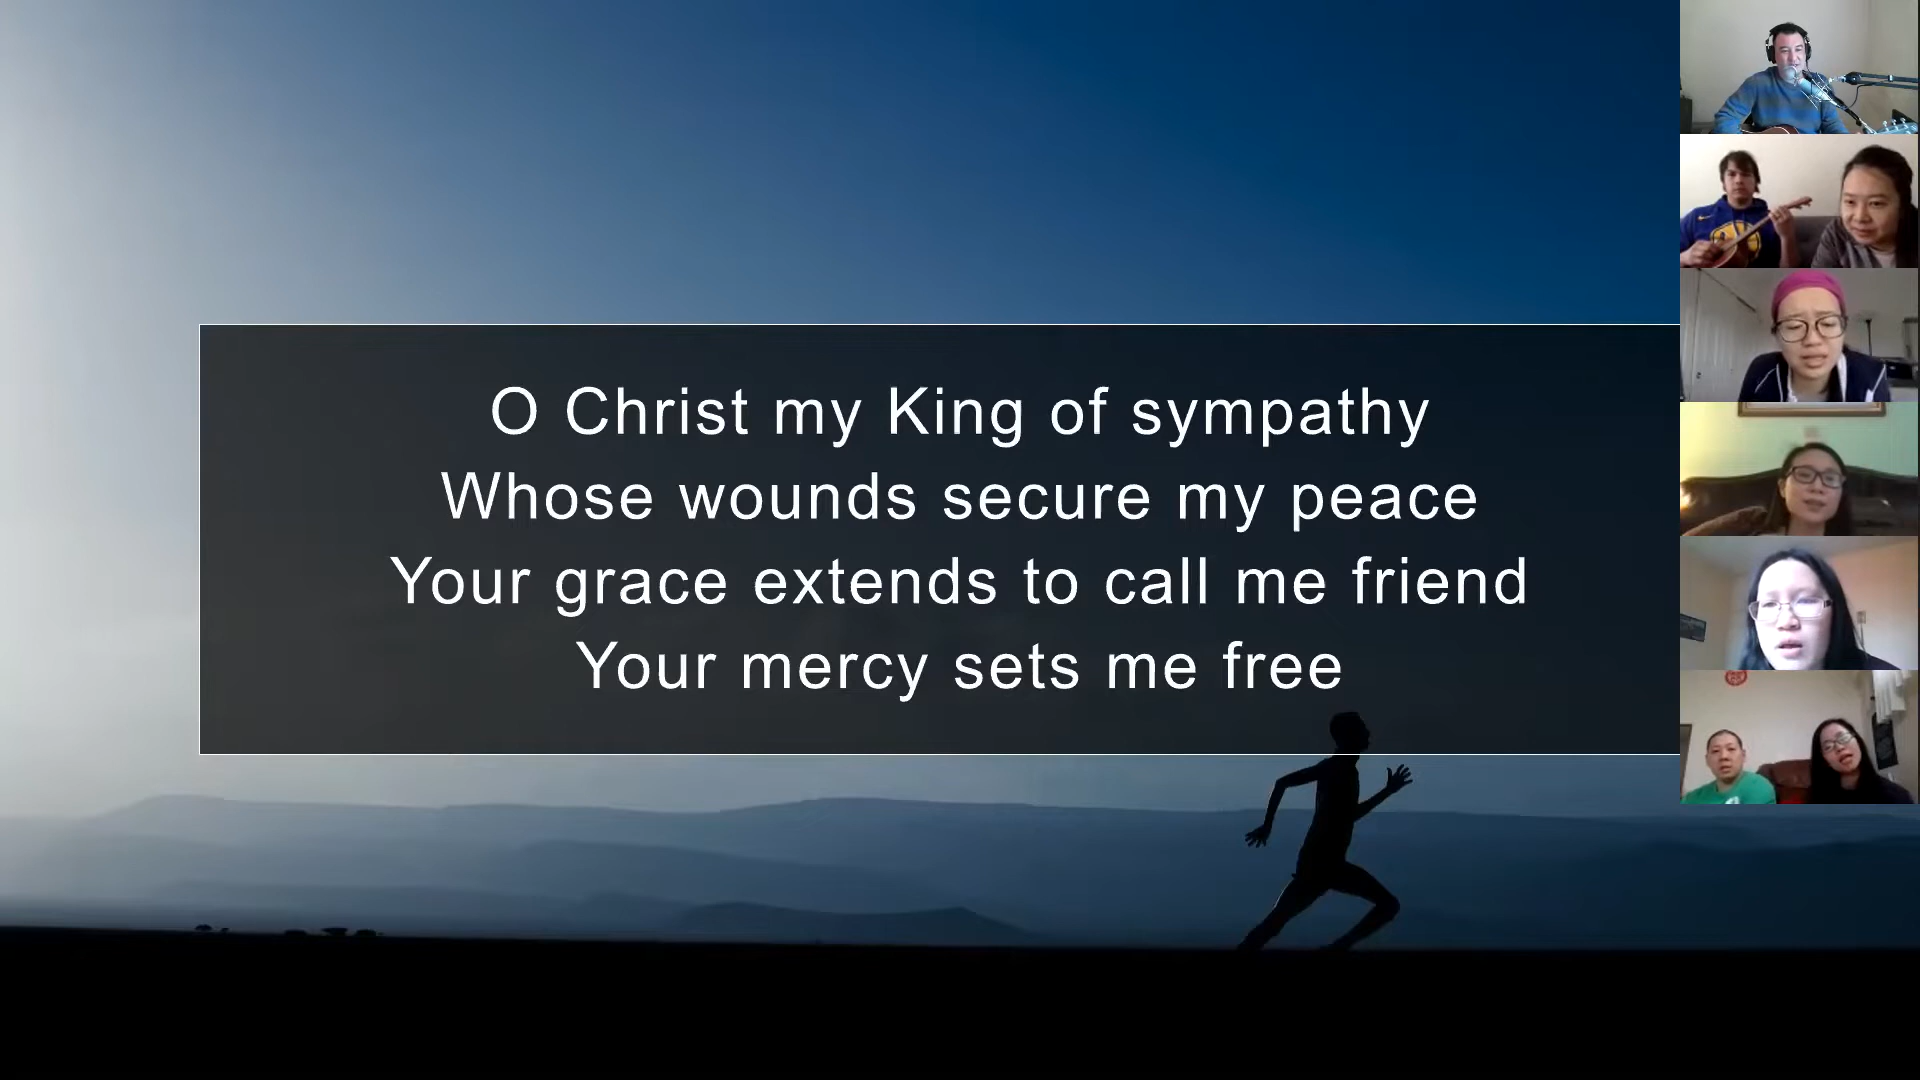 O Christ my King of sympathy
Whose wounds secure my peace
Your grace extends to call me friend
Your mercy sets me free